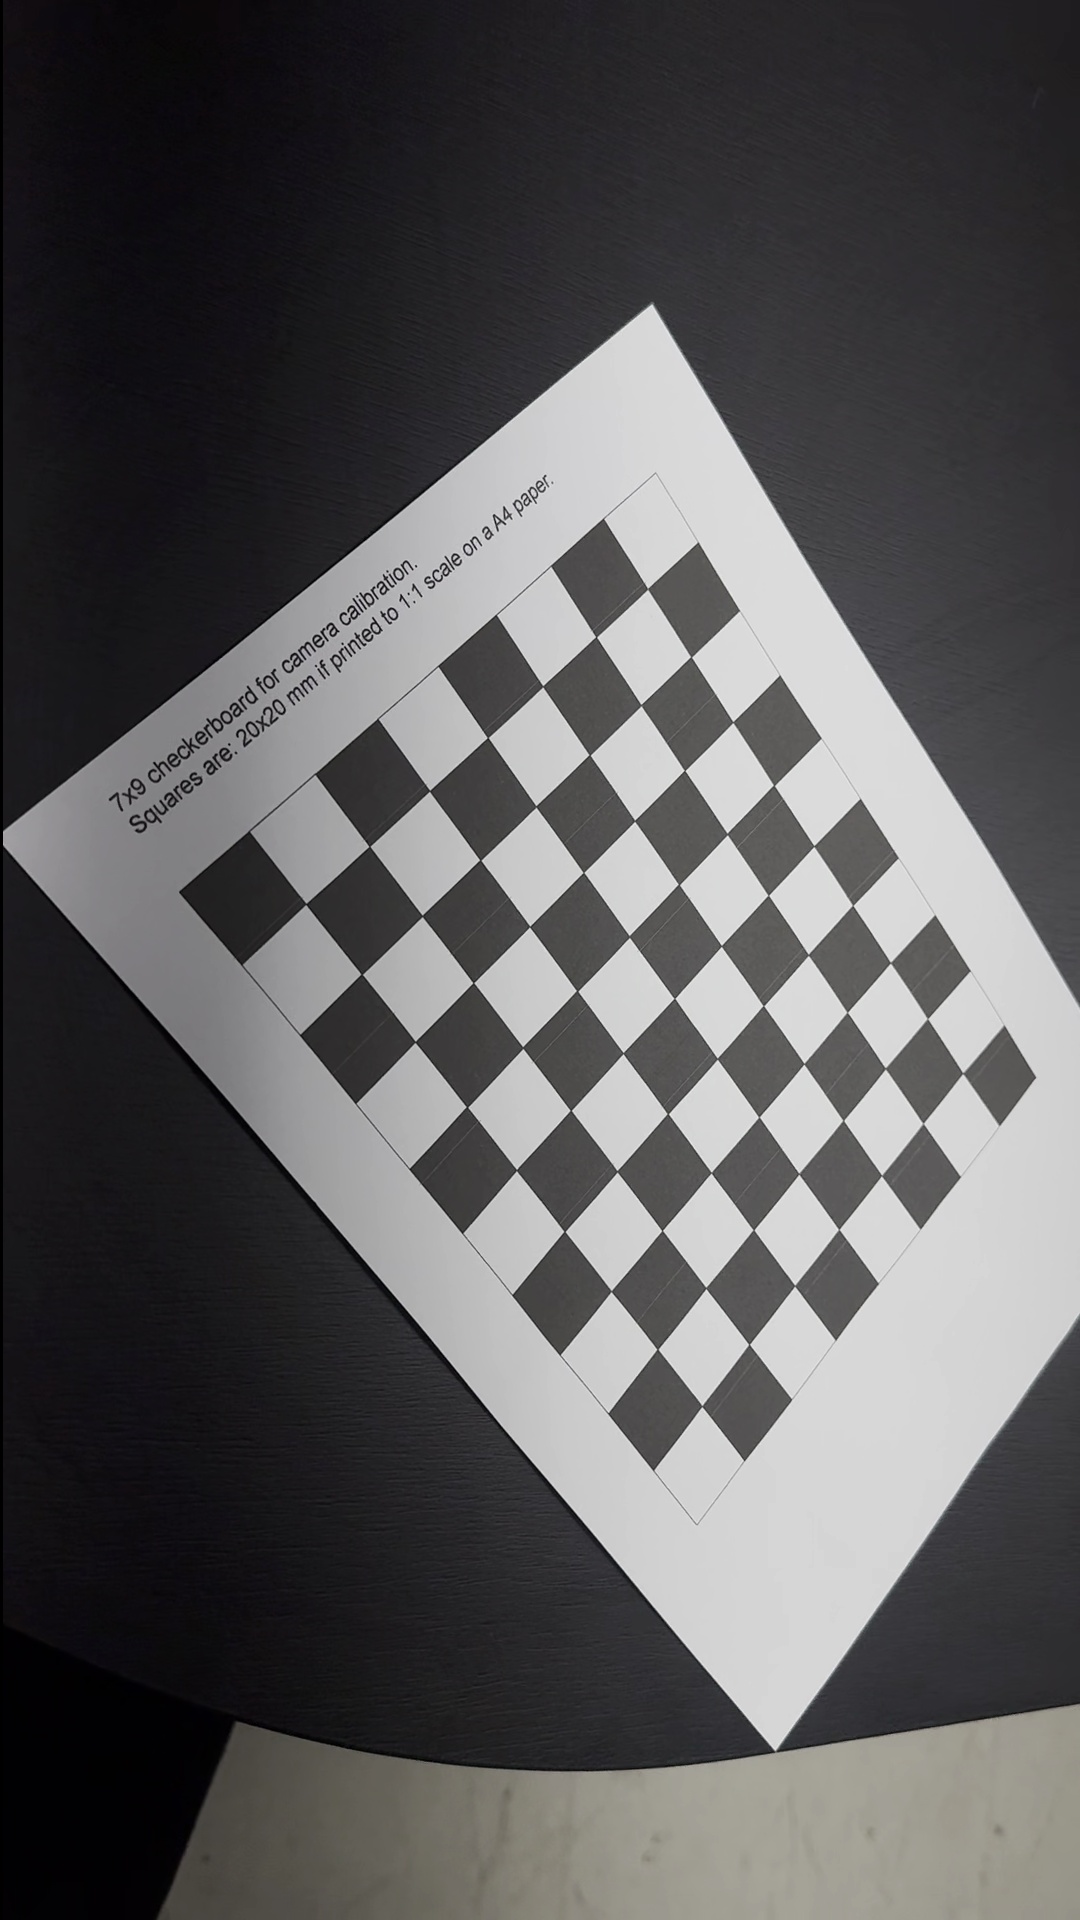 7x9 checkerboard for camera calibration.
Squares are: 20x20 mm if printed to 1:1 scale on a A4 paper.